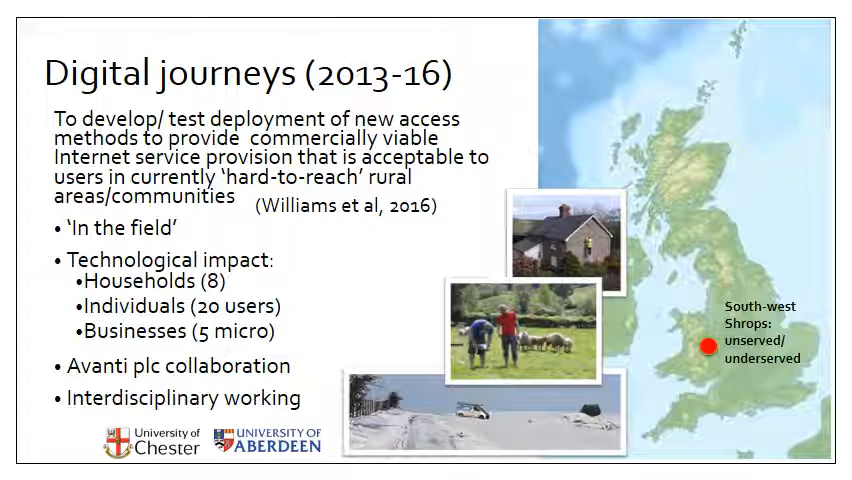 Digital journeys (2013-16)
To develop/ test deployment of new access
methods to provide commercially viable
Internet service provision that is acceptable to
users in currently ‘hard-to-reach’ rural
areas/communities
(Williams et al, 2016)
• ‘In the field’
• Technological impact:
•Households (8)
•Individuals (20 users)
•Businesses (5 micro)
• Avanti plc collaboration
• Interdisciplinary working
South-west
Shrops:
unserved/
underserved
University of
Chester
UNIVERSITY OF
ABERDEEN